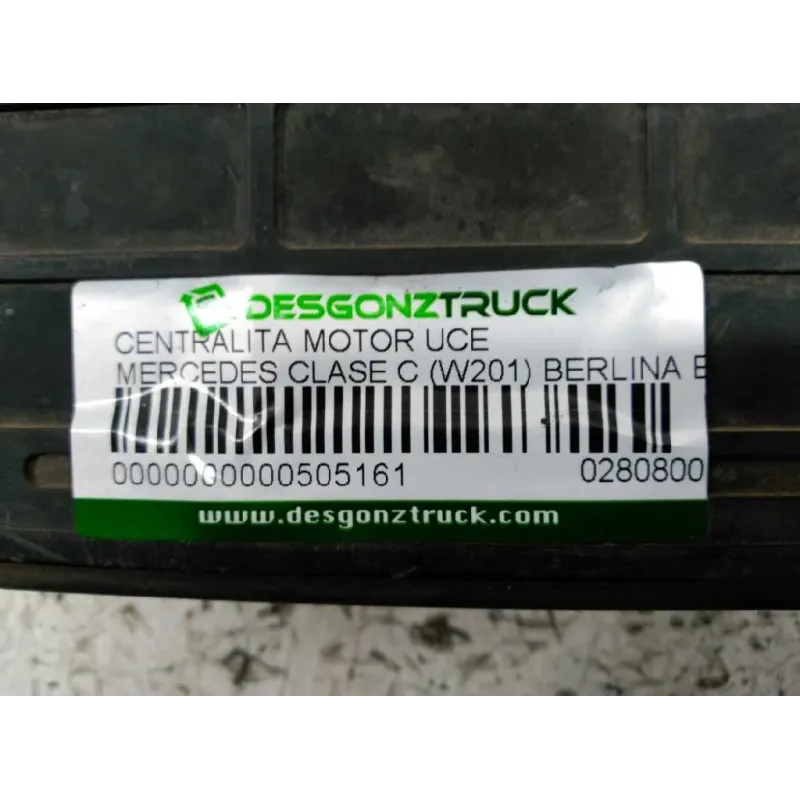 DESGONZTRUCK
CENTRALITA MOTOR UCE
MERCEDES CLASE C (W201) BERLINA E
0000000000505161 0280800
www.desgonztruck.com